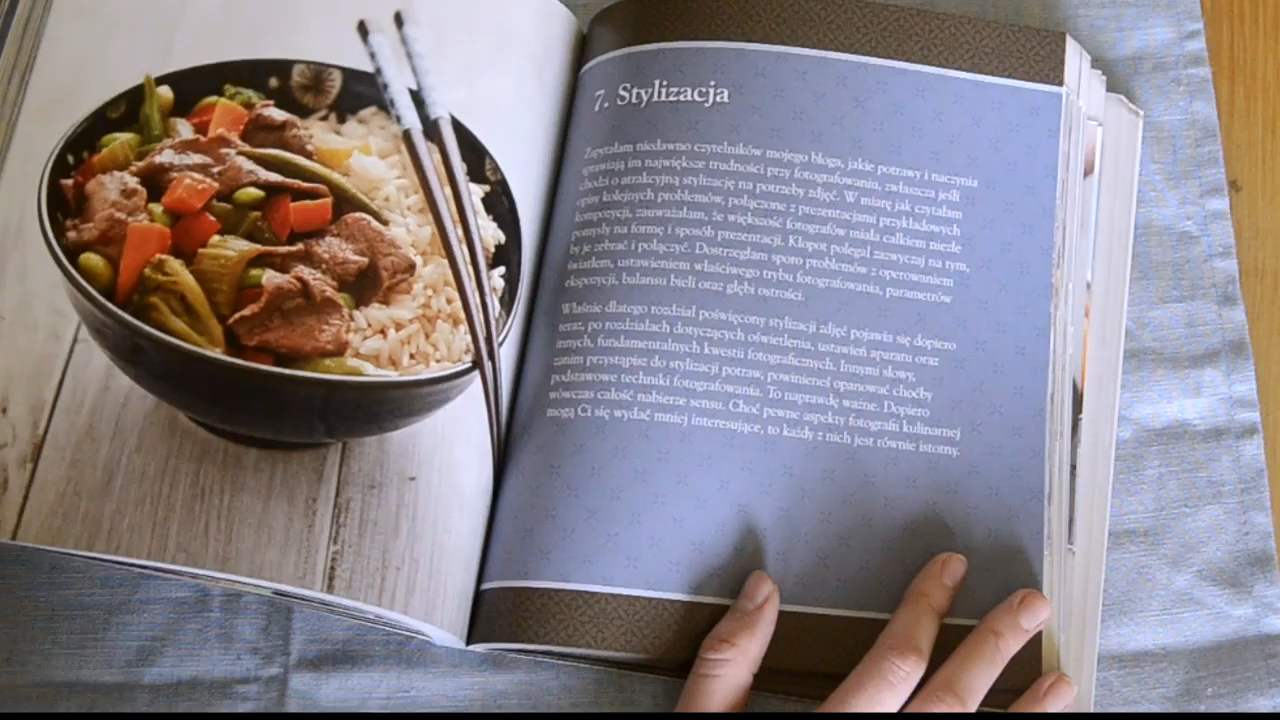 7. Stylizacja
Zapytałam niedawno czytelników mojego bloga, jakie potrawy i naczynia
sprawiają im największe trudności przy fotografowaniu, zwłaszcza jeśli
chodzi o atrakcyjną stylizację na potrzeby zdjęć. W miarę jak czytałam
opisy kolejnych problemów, połączone z prezentacjami przykładowych
kompozycji, zauważałam, że większość fotografów miała całkiem niezłe
pomysły na formę i sposób prezentacji. Kłopot polegał zazwyczaj na tym,
by je zebrać i połączyć. Dostrzegłam sporo problemów z operowaniem
światłem, ustawieniem właściwego trybu fotografowania, parametrów
ekspozycji, balansu bieli oraz głębi ostrości.
Właśnie dlatego rozdział poświęcony stylizacji zdjęć pojawia się dopiero
teraz, po rozdziałach dotyczących oświetlenia, ustawień aparatu oraz
innych, fundamentalnych kwestii fotograficznych. Innymi słowy,
zanim przystąpisz do stylizacji potraw, powinieneś opanować choćby
podstawowe techniki fotografowania. To naprawdę ważne. Dopiero
wówczas całość nabierze sensu. Choć pewne aspekty fotografii kulinarnej
mogą Ci się wydać mniej interesujące, to każdy z nich jest równie istotny.